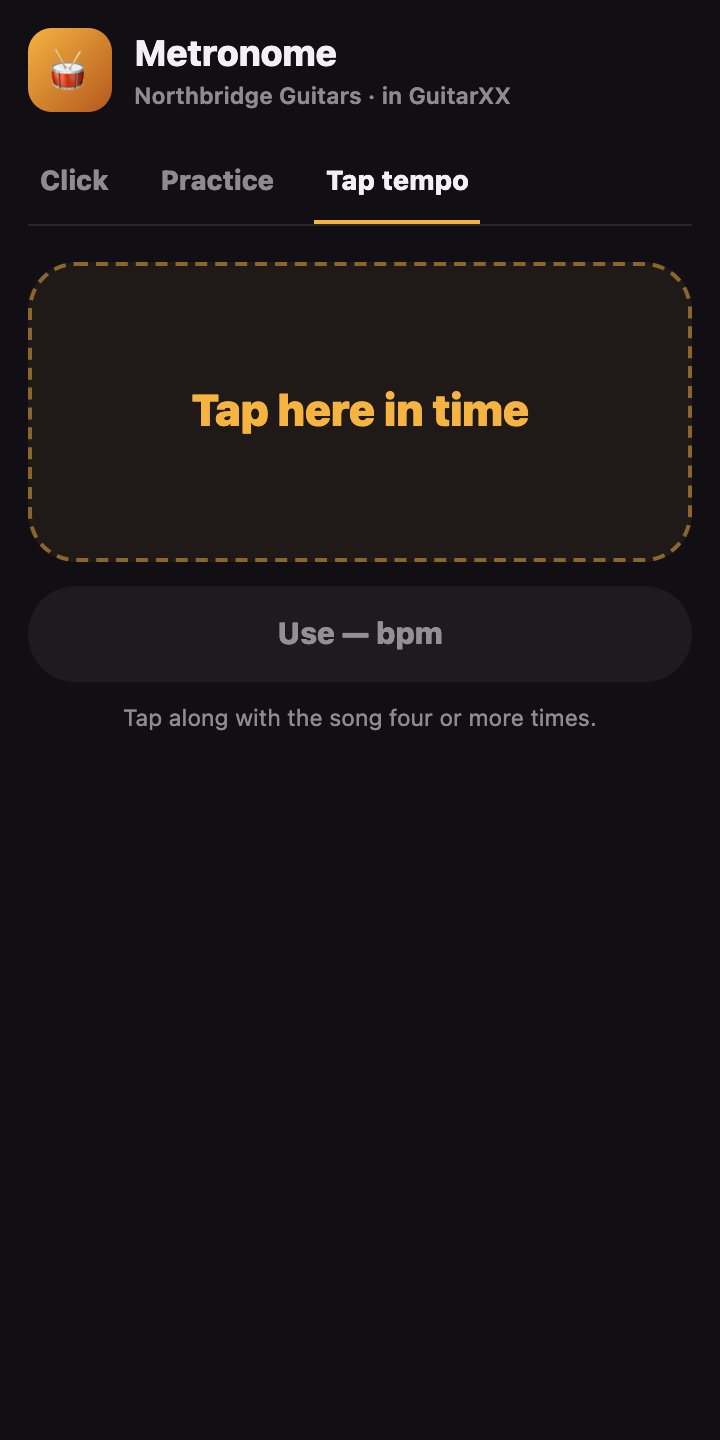 Metronome
Northbridge Guitars · in GuitarXX
Click Practice Tap tempo
Tap here in time
Use — bpm
Tap along with the song four or more times.